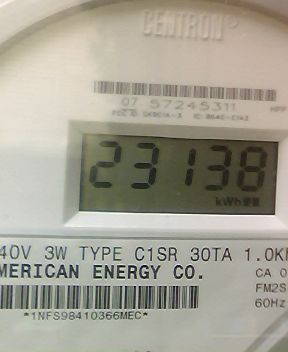 CENTRON
07 57245311
23138
kWh
40V 3W TYPE C1SR 30TA 1.0K
MERICAN ENERGY CO.
CA 0
FM2S
60Hz
*1NFS98410366MEC*